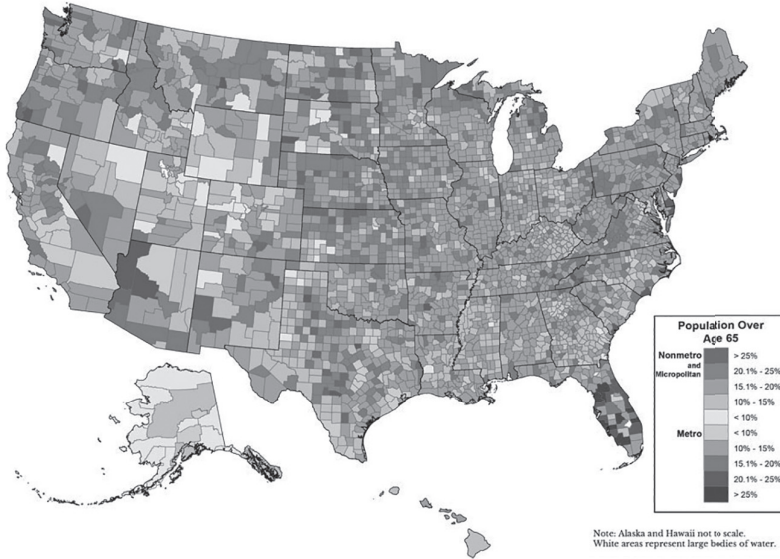 Population Over
Age 65
Nonmetro
and
Micropolitan
> 25%
20.1% - 25%
15.1% - 20%
10% - 15%
< 10%
Metro
< 10%
10% - 15%
15.1% - 20%
20.1% - 25%
> 25%
Note: Alaska and Hawaii not to scale.
White areas represent large bodies of water.